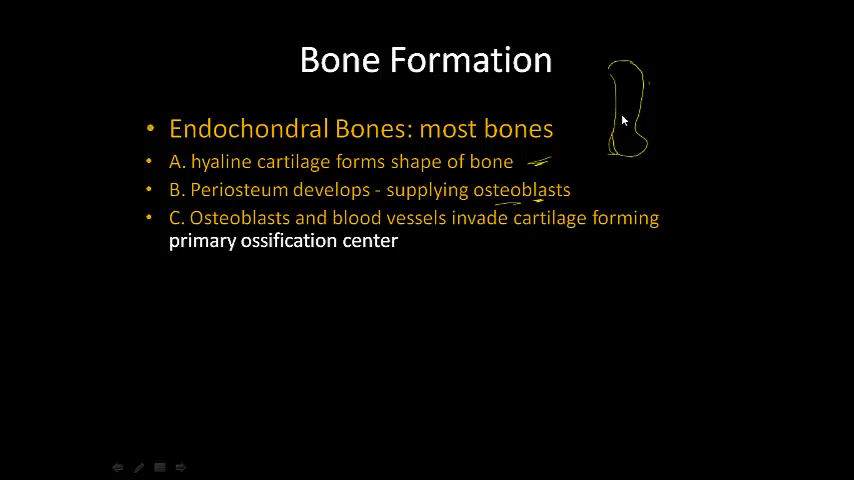 Bone Formation
• Endochondral Bones: most bones
• A. hyaline cartilage forms shape of bone
• B. Periosteum develops - supplying osteoblasts
• C. Osteoblasts and blood vessels invade cartilage forming
primary ossification center